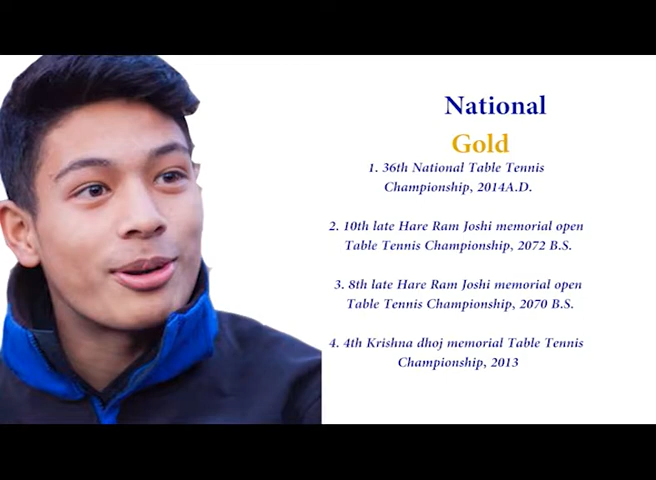 National
Gold
1. 36th National Table Tennis
Championship, 2014A.D.
2. 10th late Hare Ram Joshi memorial open
Table Tennis Championship, 2072 B.S.
3. 8th late Hare Ram Joshi memorial open
Table Tennis Championship, 2070 B.S.
4. 4th Krishna dhoj memorial Table Tennis
Championship, 2013